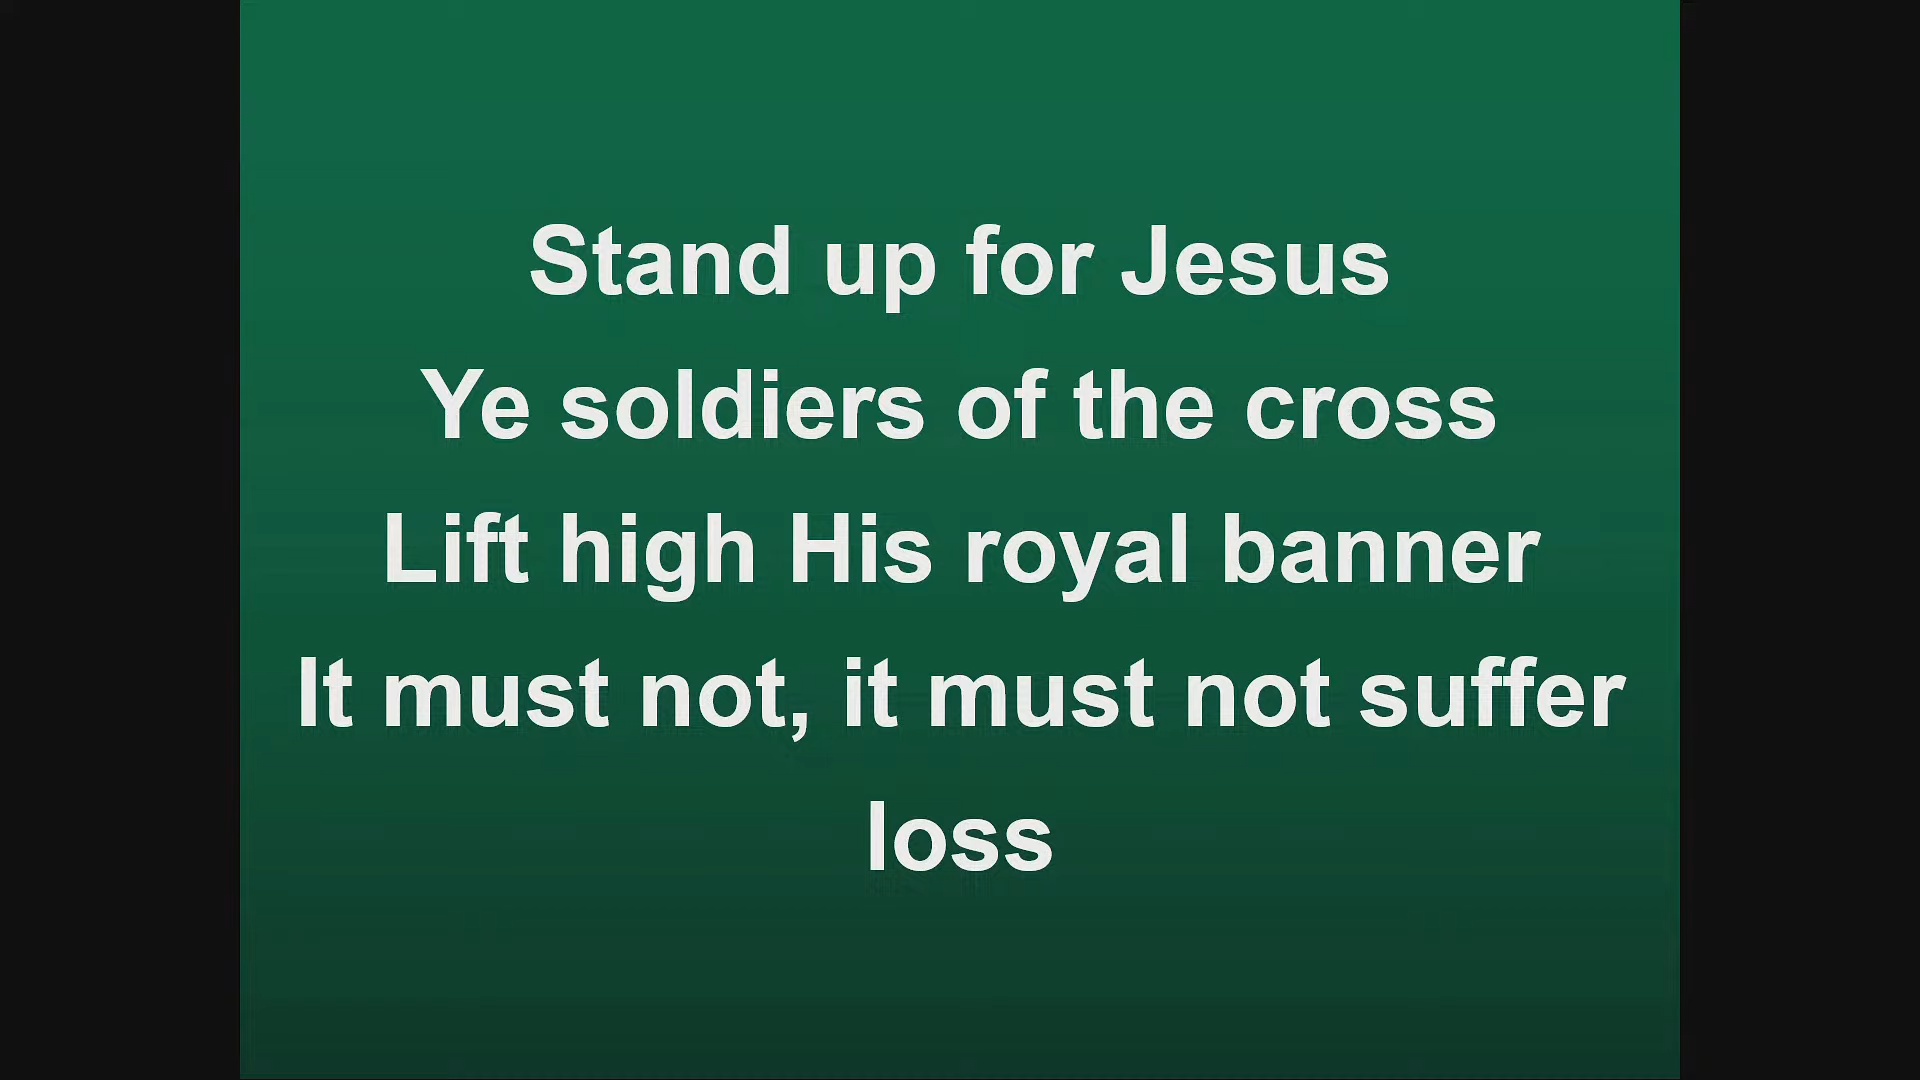 Stand up for Jesus
Ye soldiers of the cross
Lift high His royal banner
It must not, it must not suffer
loss